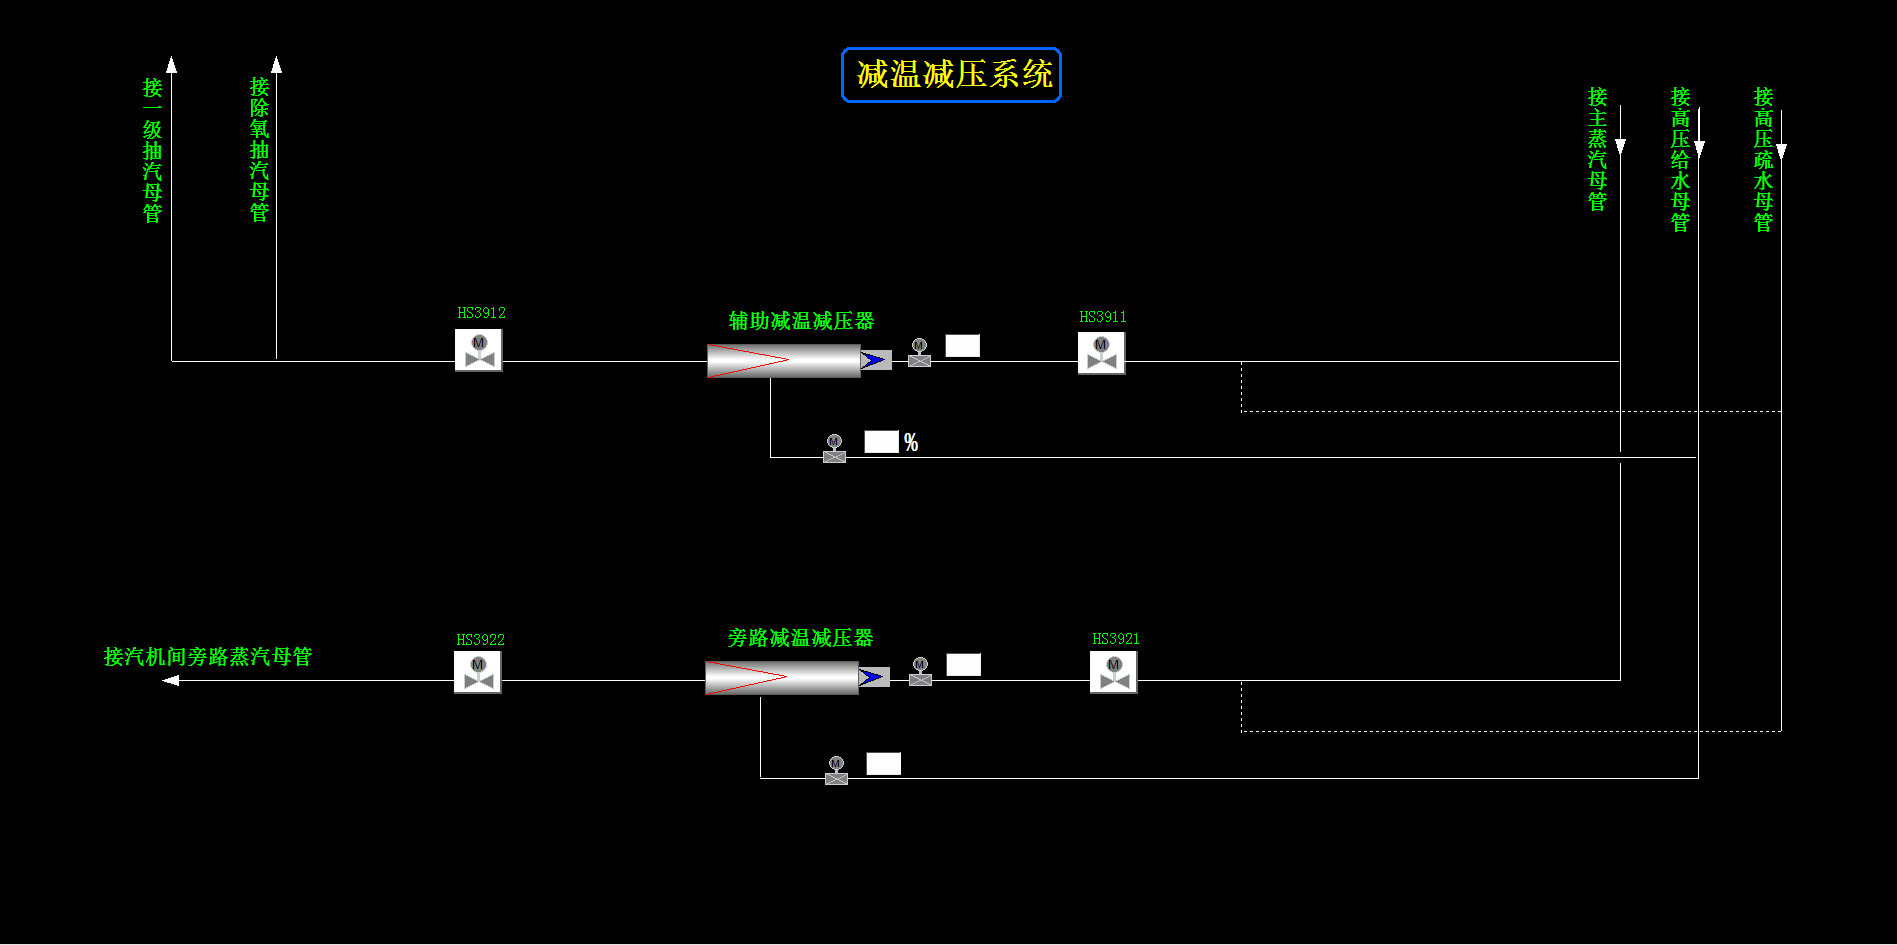 减温减压系统
接一级抽汽母管
接除氧抽汽母管
接主蒸汽母管
接高压给水母管
接高压疏水母管
HS3912
M
辅助减温减压器
M
HS3911
M
M
%
接汽机间旁路蒸汽母管
HS3922
M
旁路减温减压器
M
HS3921
M
M